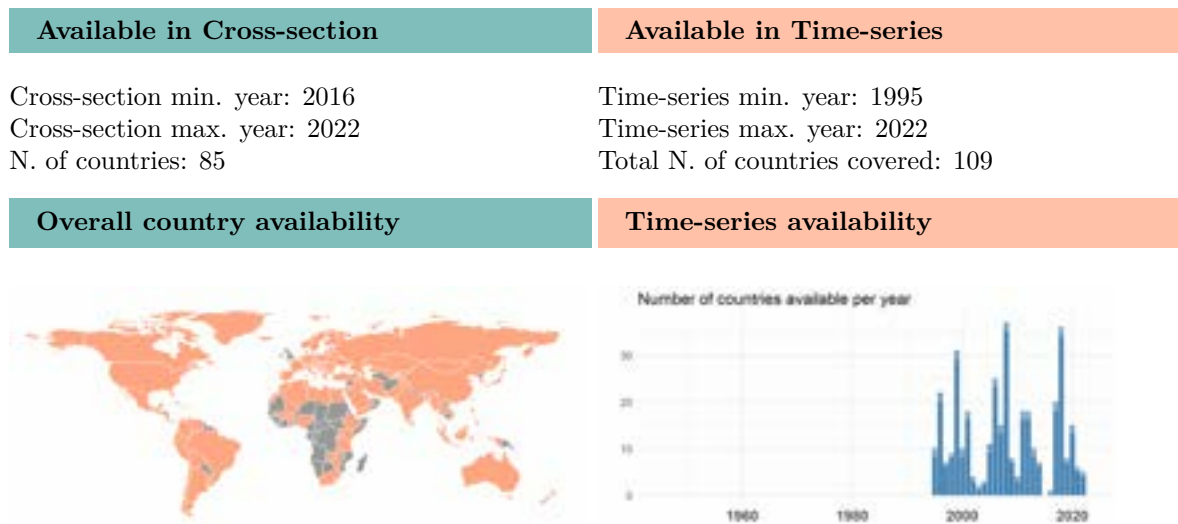 Available in Cross-section
Available in Time-series
Cross-section min. year: 2016
Cross-section max. year: 2022
N. of countries: 85
Time-series min. year: 1995
Time-series max. year: 2022
Total N. of countries covered: 109
Overall country availability
Time-series availability
Number of countries available per year
30
20
10
0
1960
1980
2000
2020